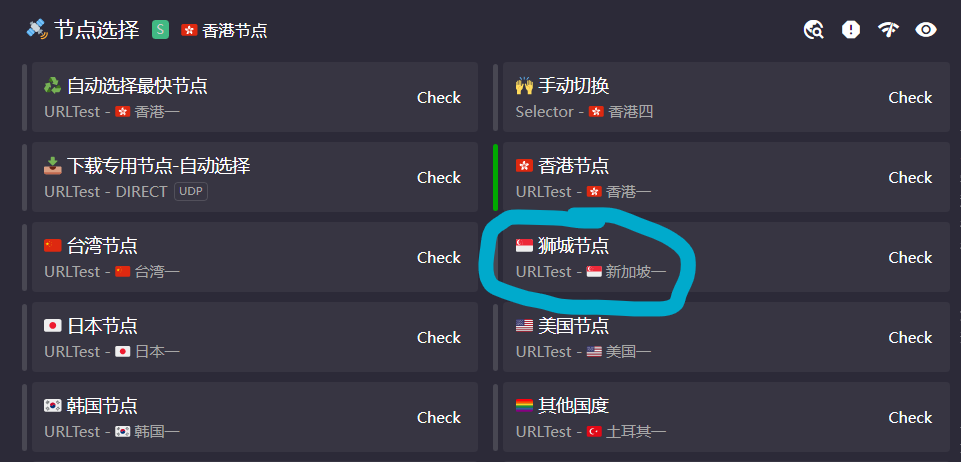 节点选择 S 香港节点
自动选择最快节点
URLTest - 香港一
Check
手动切换
Selector - 香港四
Check
下载专用节点-自动选择
URLTest - DIRECT UDP
Check
香港节点
URLTest - 香港一
Check
台湾节点
URLTest - 台湾一
Check
狮城节点
URLTest - 新加坡一
Check
日本节点
URLTest - 日本一
Check
美国节点
URLTest - 美国一
Check
韩国节点
URLTest - 韩国一
Check
其他国度
URLTest - 土耳其一
Check